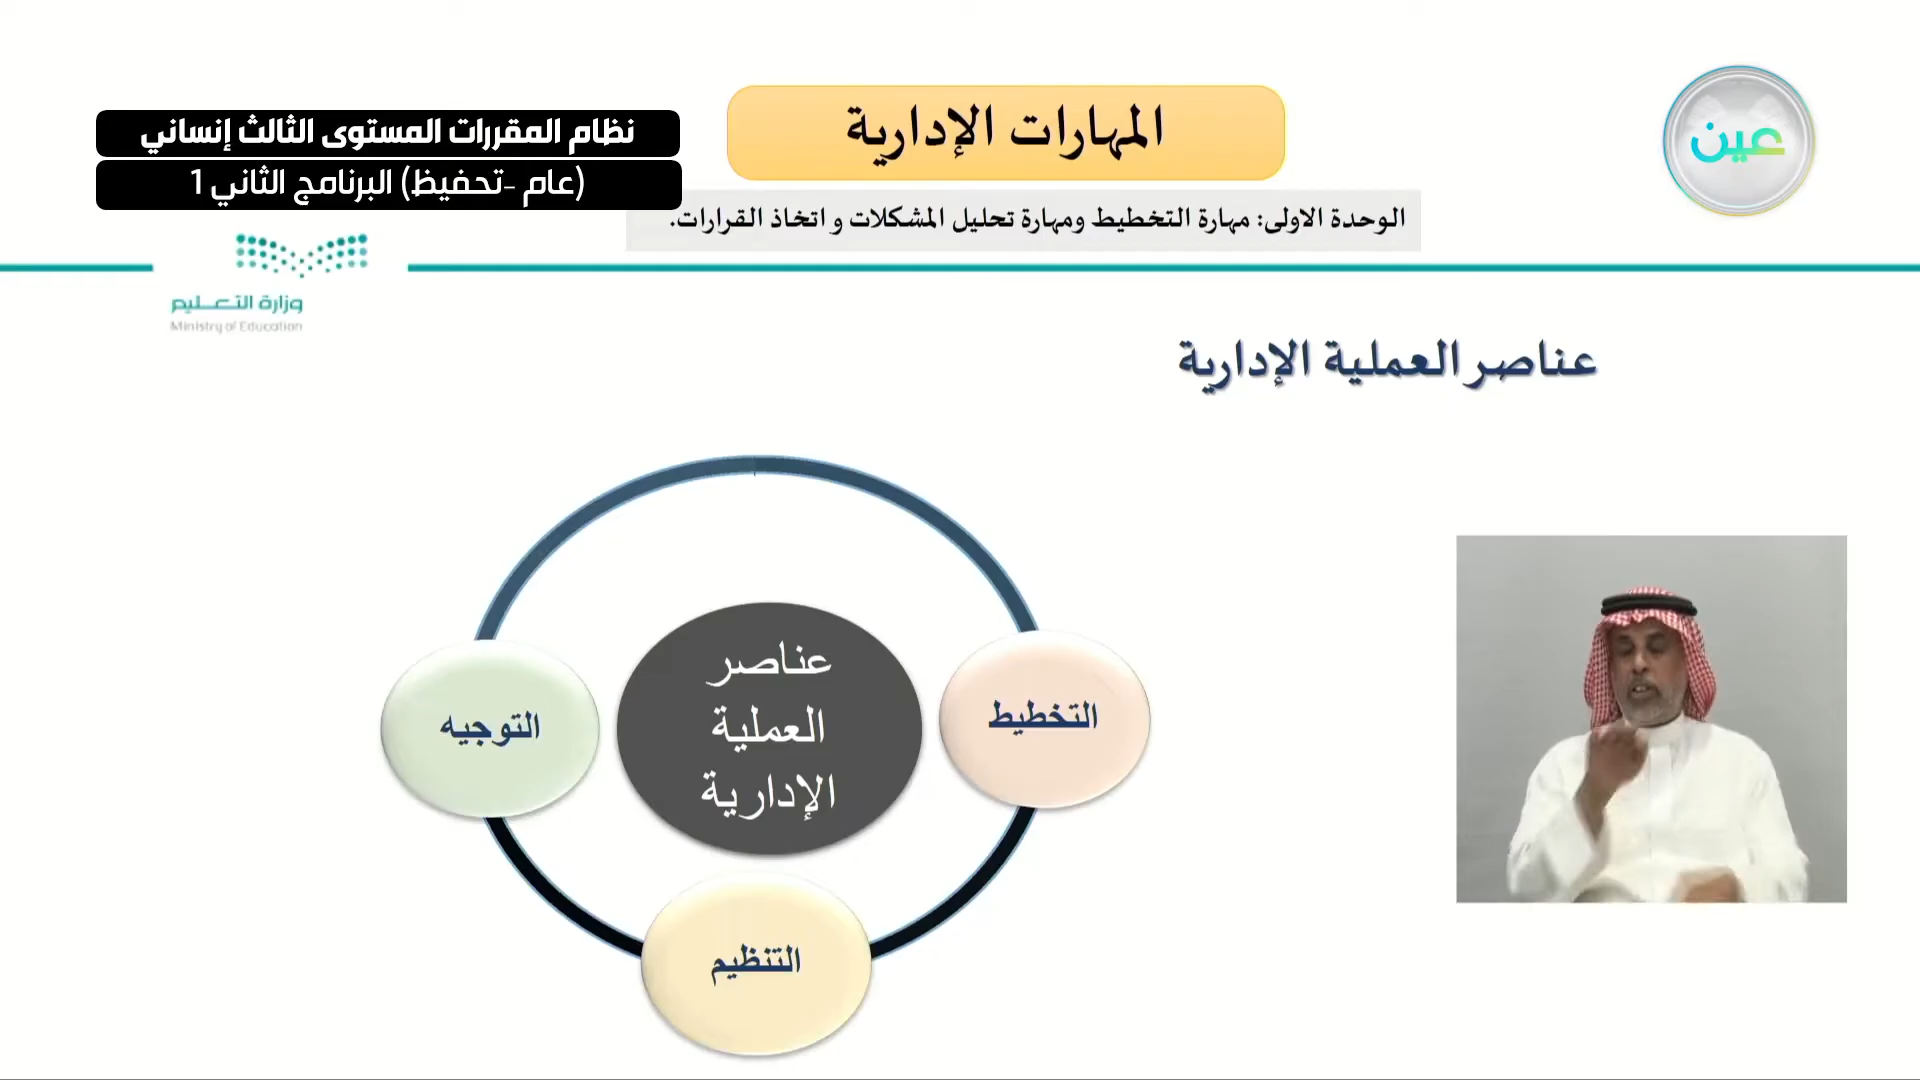 عين
المهارات الإدارية
نظام المقررات المستوى الثالث إنساني
(عام -تحفيظ) البرنامج الثاني 1
الوحدة الاولى: مهارة التخطيط ومهارة تحليل المشكلات و اتخاذ القرارات.
وزارة التعـليم
Ministry of Education
عناصر العملية الإدارية
عناصر
العملية
الإدارية
التخطيط
التوجيه
التنظيم